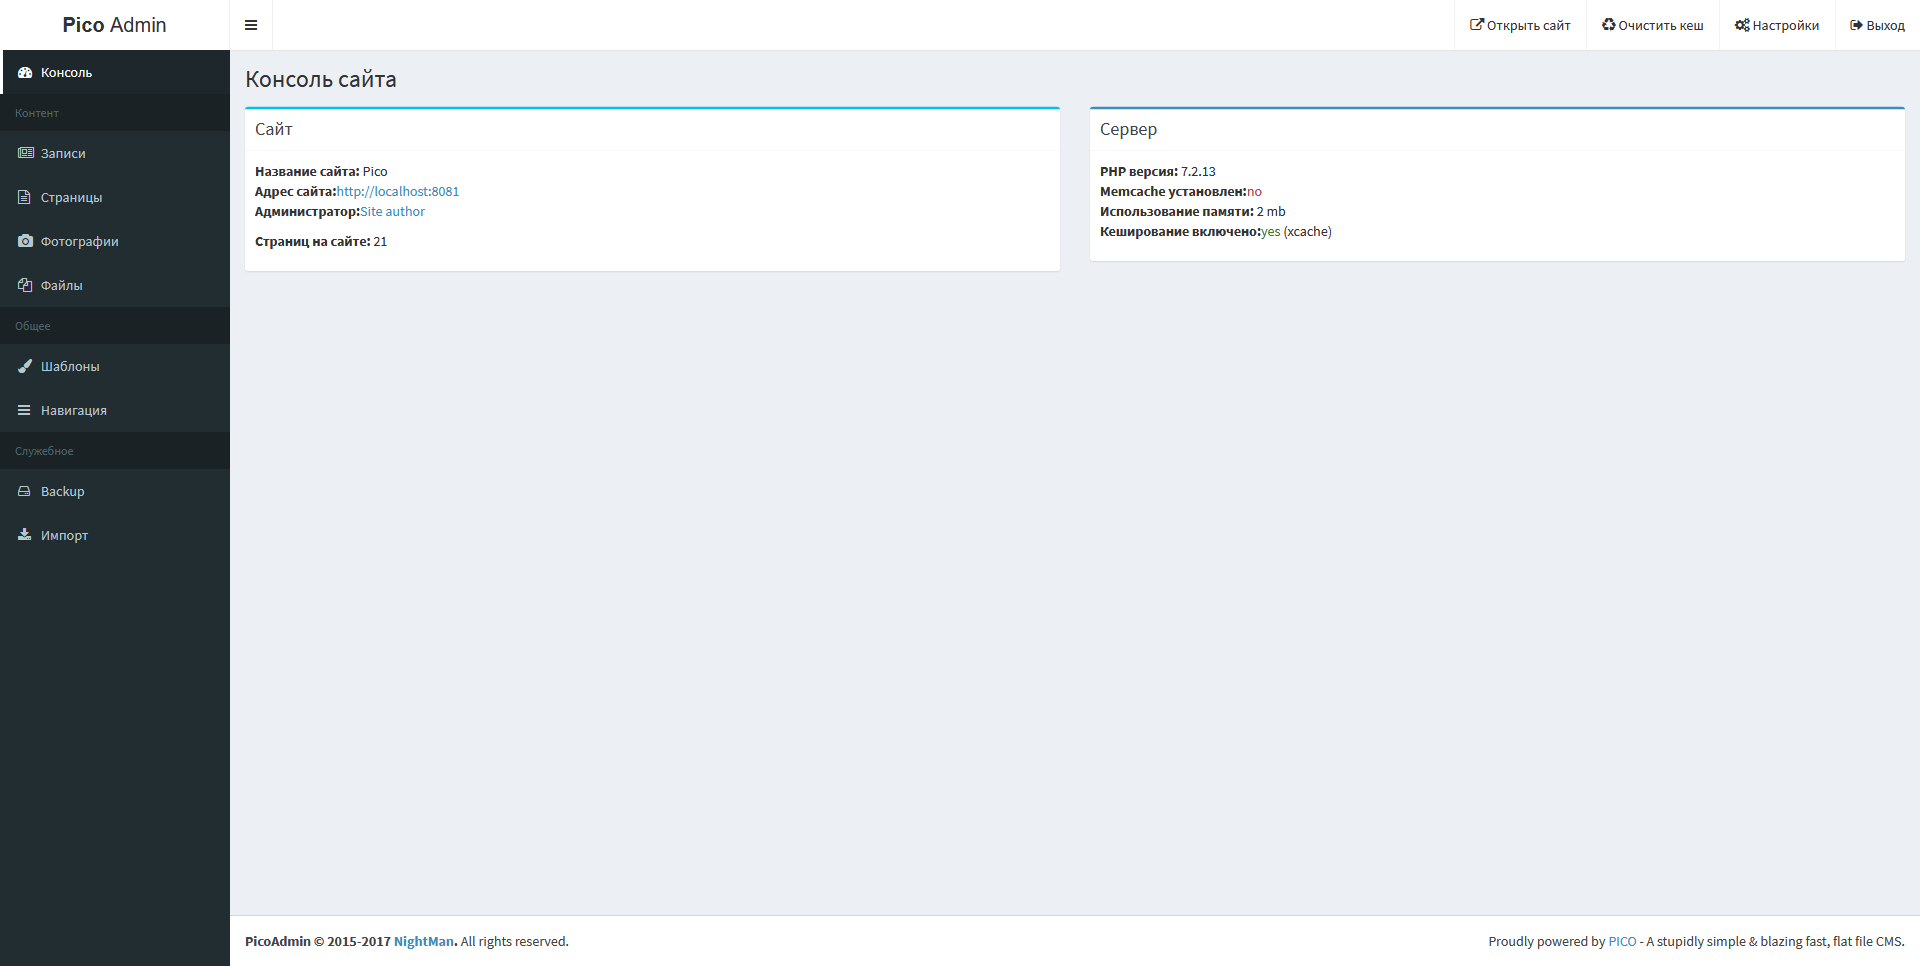 Pico Admin
Открыть сайт
Очистить кеш
Настройки
Выход
Консоль
Контент
Записи
Страницы
Фотографии
Файлы
Общее
Шаблоны
Навигация
Служебное
Backup
Импорт
Консоль сайта
Сайт
Название сайта: Pico
Адрес сайта:http://localhost:8081
Администратор:Site author
Страниц на сайте: 21
Сервер
PHP версия: 7.2.13
Memcache установлен:no
Использование памяти: 2 mb
Кеширование включено:yes (xcache)
PicoAdmin © 2015-2017 NightMan. All rights reserved.
Proudly powered by PICO - A stupidly simple & blazing fast, flat file CMS.